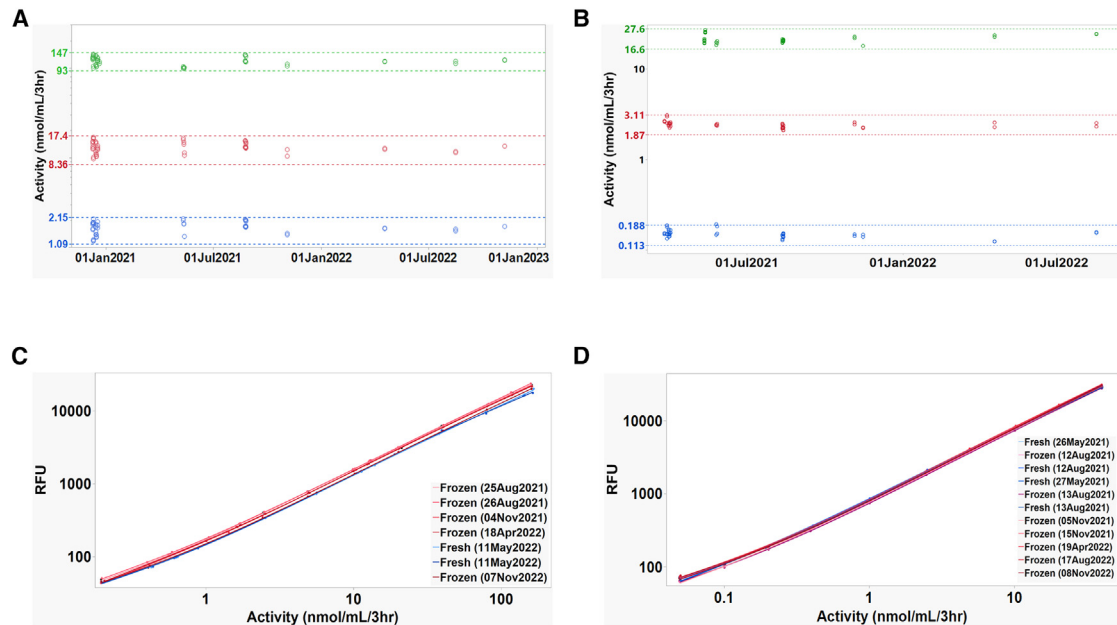 A
Activity (nmol/mL/3hr)
147
93
17.4
8.36
2.15
1.09
01Jan2021 01Jul2021 01Jan2022 01Jul2022 01Jan2023
B
Activity (nmol/mL/3hr)
27.6
16.6
10
3.11
1.87
1
0.188
0.113
01Jul2021 01Jan2022 01Jul2022
C
RFU
10000
1000
100
Frozen (25Aug2021)
Frozen (26Aug2021)
Frozen (04Nov2021)
Frozen (18Apr2022)
Fresh (11May2022)
Fresh (11May2022)
Frozen (07Nov2022)
1 10 100
Activity (nmol/mL/3hr)
D
RFU
10000
1000
100
Fresh (26May2021)
Frozen (12Aug2021)
Fresh (12Aug2021)
Fresh (27May2021)
Frozen (13Aug2021)
Fresh (13Aug2021)
Frozen (05Nov2021)
Frozen (15Nov2021)
Frozen (19Apr2022)
Frozen (17Aug2022)
Frozen (08Nov2022)
0.1 1 10
Activity (nmol/mL/3hr)